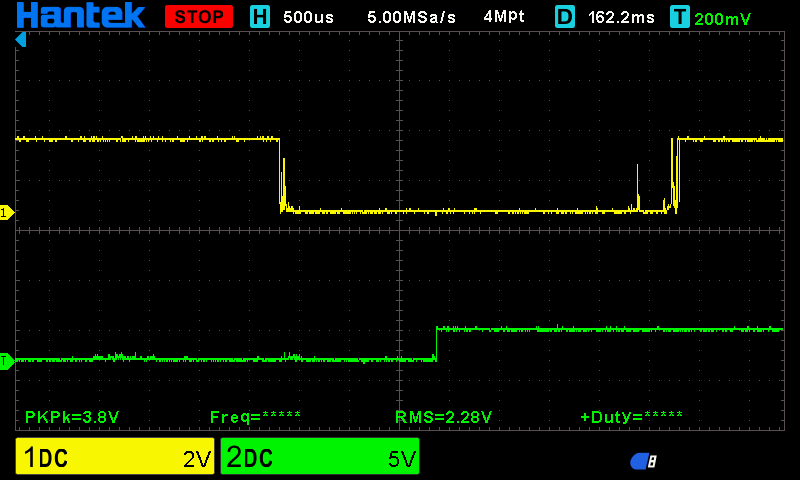 Hantek STOP H 500us 5.00MSa/s 4Mpt D 162.2ms T 200mV
1
T
PKPk=3.8V Freq=***** RMS=2.28V +Duty=*****
1DC 2V 2DC 5V